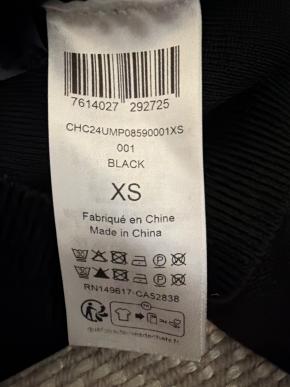 7614027 292725
CHC24UMP08590001XS
001
BLACK
XS
Fabriqué en Chine
Made in China
RN149617-CA52838